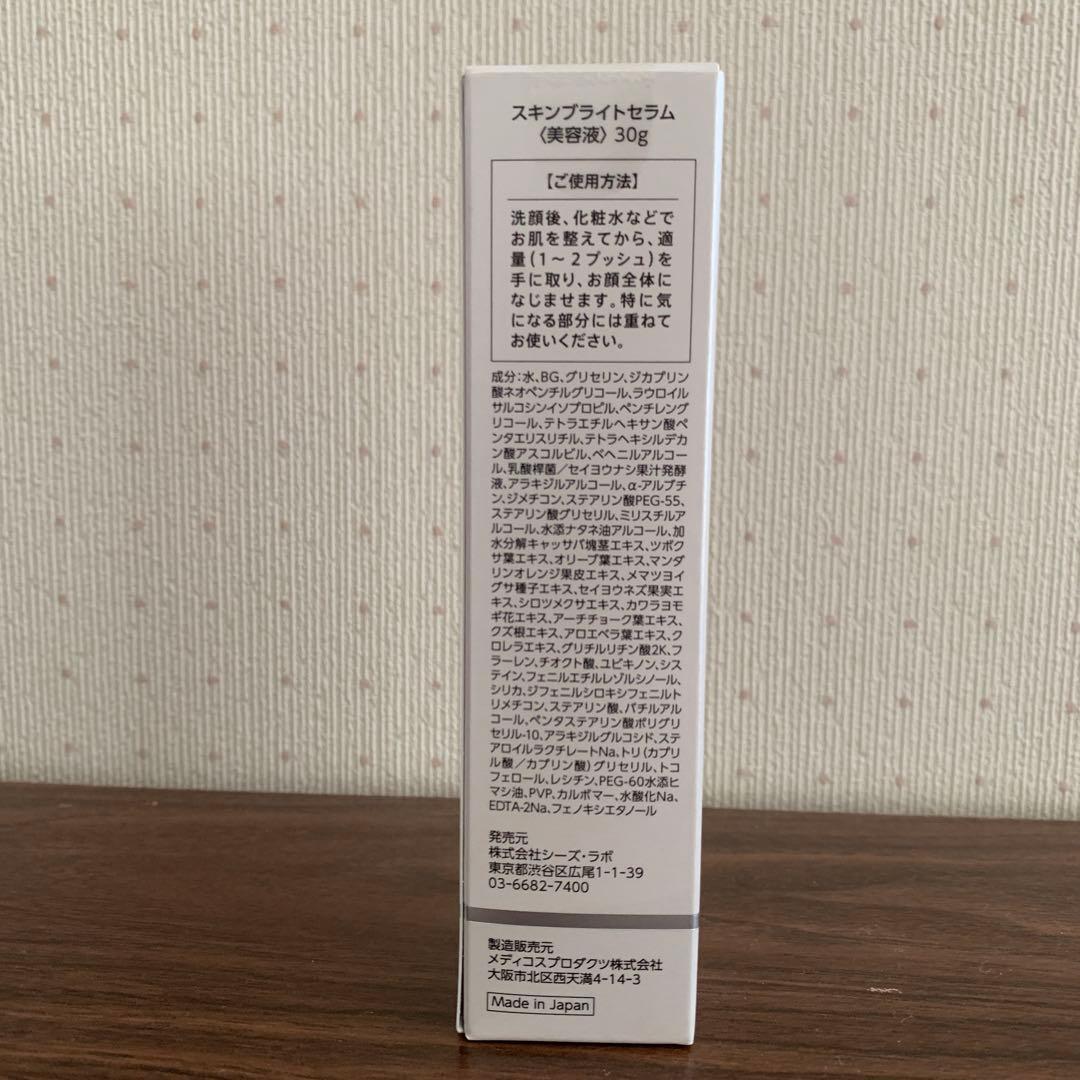 スキンブライトセラム
〈美容液〉30g
【ご使用方法】
洗顔後、化粧水などで
お肌を整えてから、適
量(1～2プッシュ)を
手に取り、お顔全体に
なじませます。特に気
になる部分には重ねて
お使いください。
成分:水、BG、グリセリン、ジカプリン
酸ネオペンチルグリコール、ラウロイル
サルコシンイソプロピル、ペンチレング
リコール、テトラエチルヘキサン酸ペ
ンタエリスリチル、テトラヘキシルデカ
ン酸アスコルビル、ベヘニルアルコー
ル、乳酸桿菌／セイヨウナシ果汁発酵
液、アラキジルアルコール、α-アルブチ
ン、ジメチコン、ステアリン酸PEG-55、
ステアリン酸グリセリル、ミリスチルア
ルコール、水添ナタネ油アルコール、加
水分解キャッサバ塊茎エキス、ツボク
サ葉エキス、オリーブ葉エキス、マンダ
リンオレンジ果皮エキス、メマツヨイ
グサ種子エキス、セイヨウネズ果実エ
キス、シロツメクサエキス、カワラヨモ
ギ花エキス、アーチチョーク葉エキス、
クズ根エキス、アロエベラ葉エキス、ク
ロレラエキス、グリチルリチン酸2K、フ
ラーレン、チオクト酸、ユビキノン、シス
テイン、フェニルエチルレゾルシノール、
シリカ、ジフェニルシロキシフェニルト
リメチコン、ステアリン酸、バチルアル
コール、ペンタステアリン酸ポリグリ
セリル-10、アラキジルグルコシド、ステ
アロイルラクチレートNa、トリ(カプリ
ル酸／カプリン酸)グリセリル、トコ
フェロール、レシチン、PEG-60水添ヒ
マシ油、PVP、カルボマー、水酸化Na、
EDTA-2Na、フェノキシエタノール
発売元
株式会社シーズ・ラボ
東京都渋谷区広尾1-1-39
03-6682-7400
製造販売元
メディコスプロダクツ株式会社
大阪市北区西天満4-14-3
Made in Japan